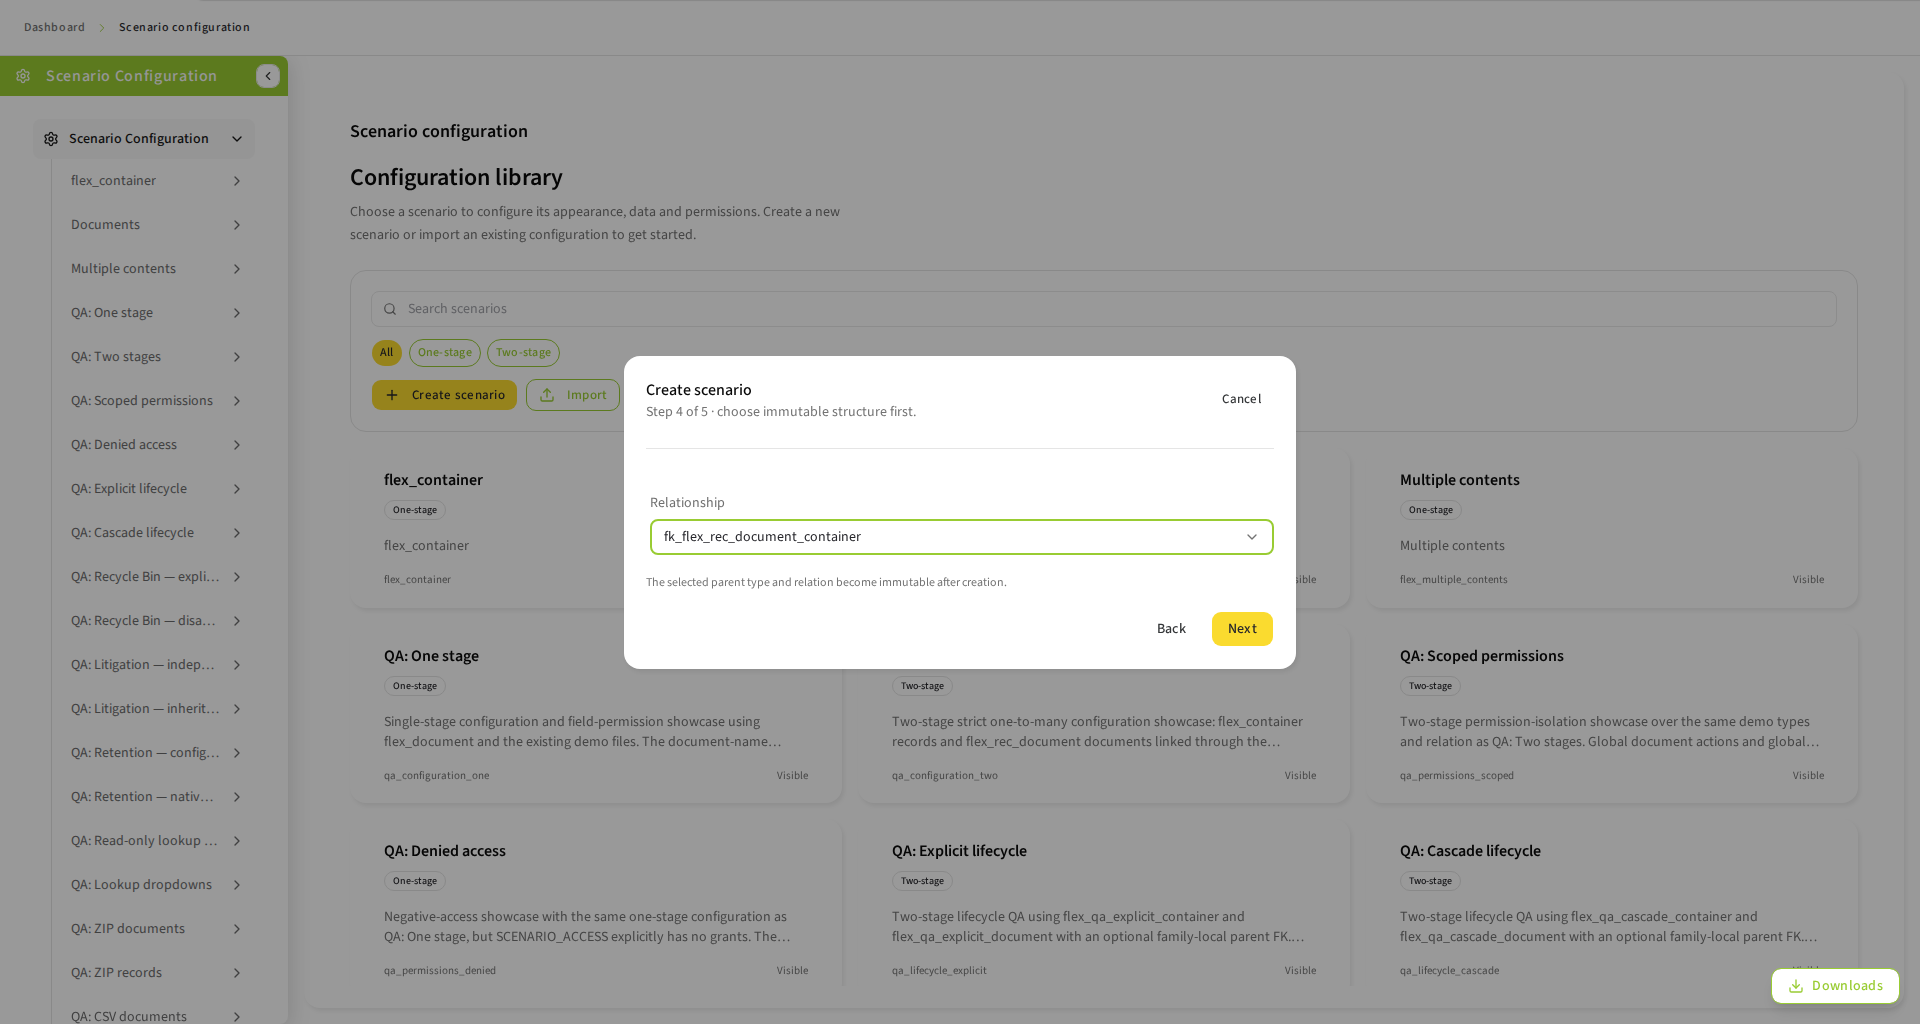 Dashboard
Scenario configuration
Scenario Configuration
Scenario Configuration
flex_container
Documents
Multiple contents
QA: One stage
QA: Two stages
QA: Scoped permissions
QA: Denied access
QA: Explicit lifecycle
QA: Cascade lifecycle
QA: Recycle Bin — expli…
QA: Recycle Bin — disa…
QA: Litigation — indep…
QA: Litigation — inherit…
QA: Retention — config…
QA: Retention — nativ…
QA: Read-only lookup …
QA: Lookup dropdowns
QA: ZIP documents
QA: ZIP records
QA: CSV documents
Scenario configuration
Configuration library
Choose a scenario to configure its appearance, data and permissions. Create a new
scenario or import an existing configuration to get started.
Search scenarios
All
One-stage
Two-stage
Create scenario
Import
Create scenario
Step 4 of 5 · choose immutable structure first.
Cancel
Relationship
fk_flex_rec_document_container
The selected parent type and relation become immutable after creation.
Back
Next
flex_container
One-stage
flex_container
flex_container
Multiple contents
One-stage
Multiple contents
flex_multiple_contents
Visible
QA: One stage
One-stage
Single-stage configuration and field-permission showcase using
flex_document and the existing demo files. The document-name…
qa_configuration_one
Visible
Two-stage
Two-stage strict one-to-many configuration showcase: flex_container
records and flex_rec_document documents linked through the…
qa_configuration_two
Visible
QA: Scoped permissions
Two-stage
Two-stage permission-isolation showcase over the same demo types
and relation as QA: Two stages. Global document actions and global…
qa_permissions_scoped
Visible
QA: Denied access
One-stage
Negative-access showcase with the same one-stage configuration as
QA: One stage, but SCENARIO_ACCESS explicitly has no grants. The…
qa_permissions_denied
Visible
QA: Explicit lifecycle
Two-stage
Two-stage lifecycle QA using flex_qa_explicit_container and
flex_qa_explicit_document with an optional family-local parent FK.…
qa_lifecycle_explicit
Visible
QA: Cascade lifecycle
Two-stage
Two-stage lifecycle QA using flex_qa_cascade_container and
flex_qa_cascade_document with an optional family-local parent FK.…
qa_lifecycle_cascade
Downloads